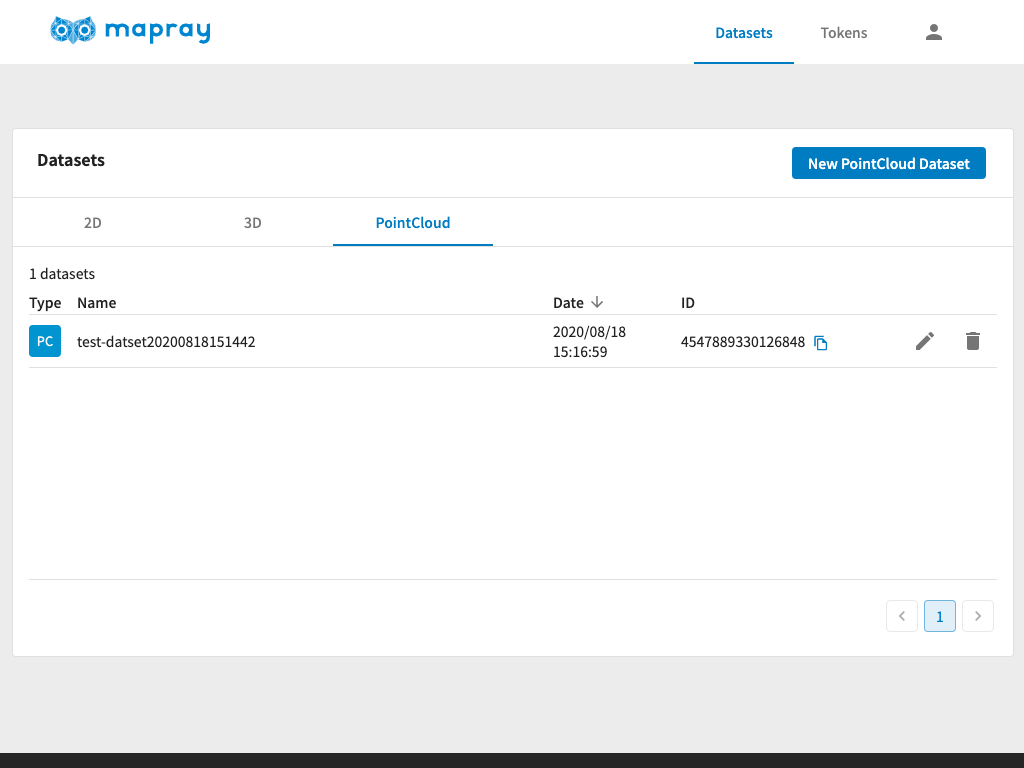 mapray
Datasets
Tokens
Datasets
New PointCloud Dataset
2D
3D
PointCloud
1 datasets
Type Name Date ID
PC test-datset20200818151442 2020/08/18 15:16:59 4547889330126848
1